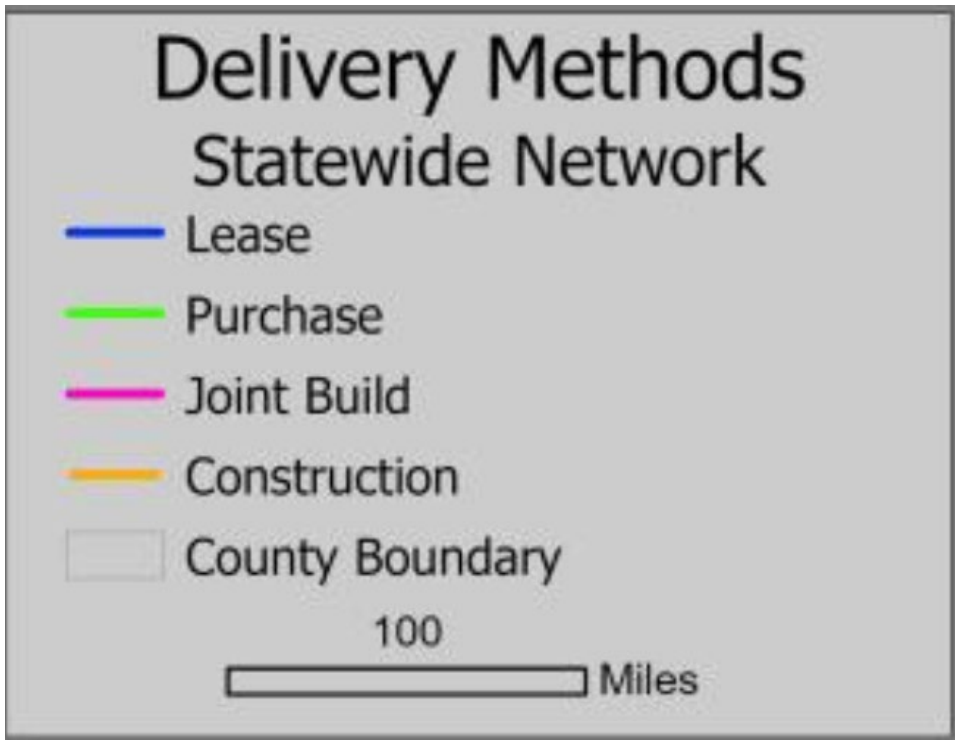 Delivery Methods
Statewide Network
Lease
Purchase
Joint Build
Construction
County Boundary
100
Miles